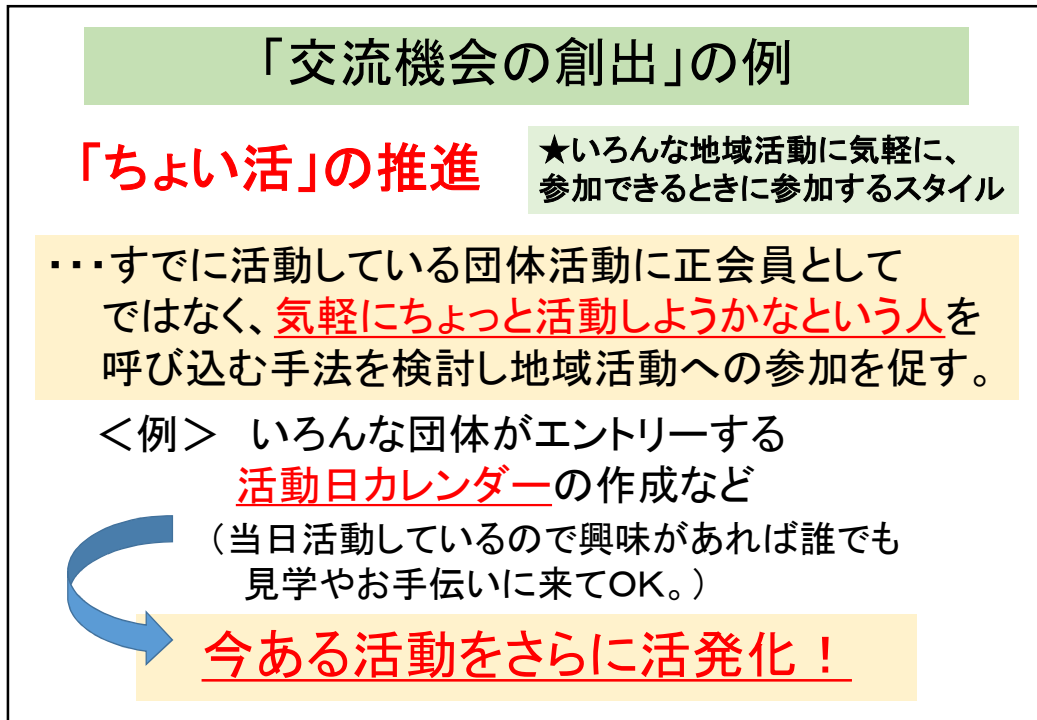 「交流機会の創出」の例
「ちょい活」の推進
★いろんな地域活動に気軽に、
参加できるときに参加するスタイル
・・・すでに活動している団体活動に正会員として
ではなく、気軽にちょっと活動しようかなという人を
呼び込む手法を検討し地域活動への参加を促す。
＜例＞　いろんな団体がエントリーする
活動日カレンダーの作成など
（当日活動しているので興味があれば誰でも
見学やお手伝いに来てＯＫ。）
今ある活動をさらに活発化！